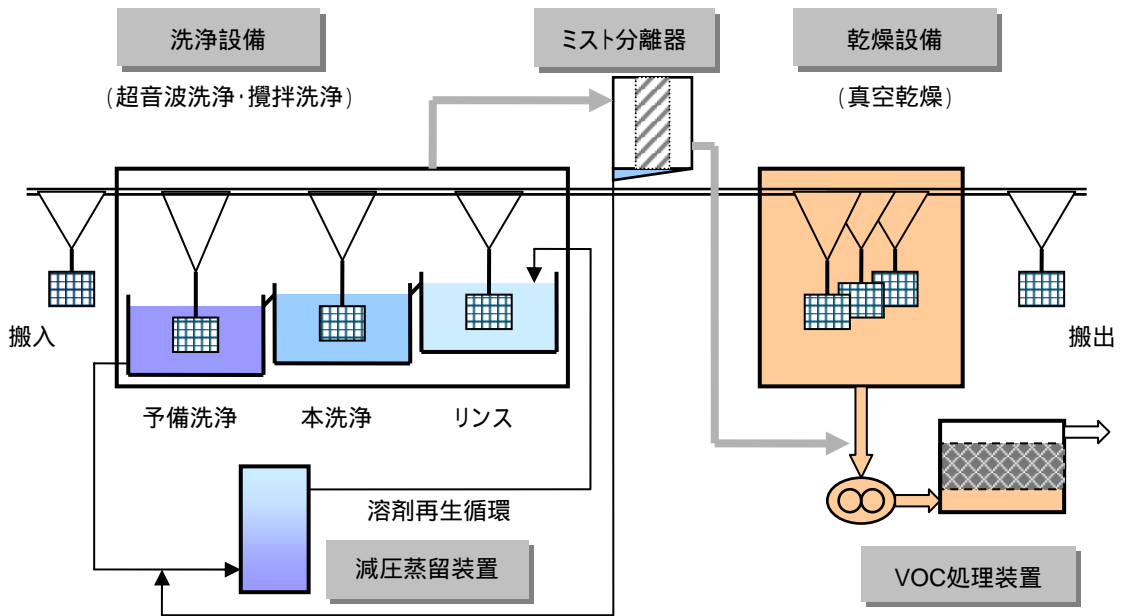 洗浄設備
ミスト分離器
乾燥設備
(超音波洗浄・攪拌洗浄)
(真空乾燥)
搬入
搬出
予備洗浄
本洗浄
リンス
溶剤再生循環
減圧蒸留装置
VOC処理装置